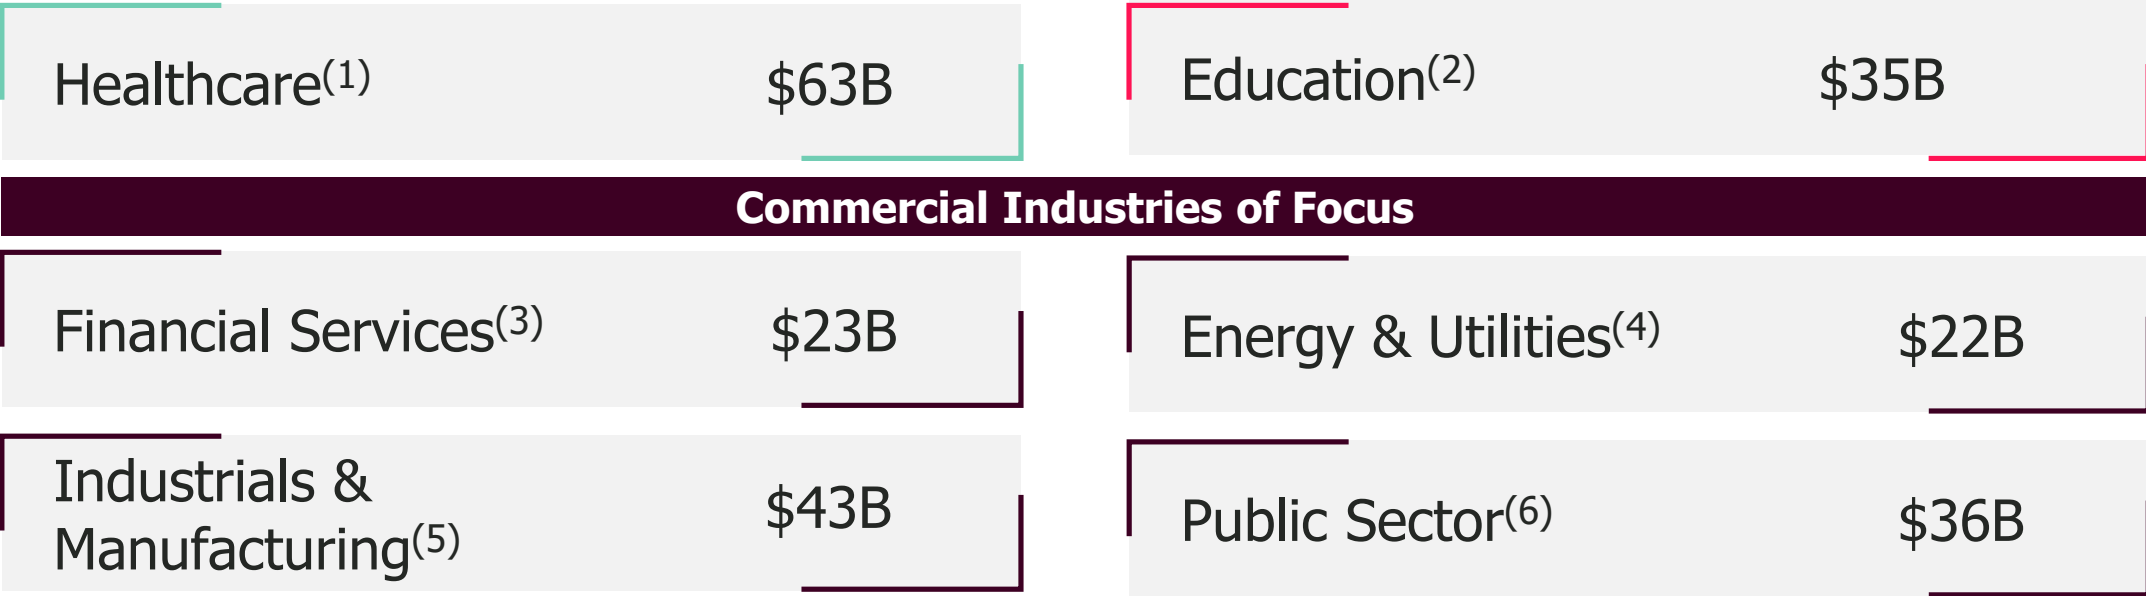 Healthcare(1) $63B
Education(2) $35B
Commercial Industries of Focus
Financial Services(3) $23B
Energy & Utilities(4) $22B
Industrials &
Manufacturing(5) $43B
Public Sector(6) $36B